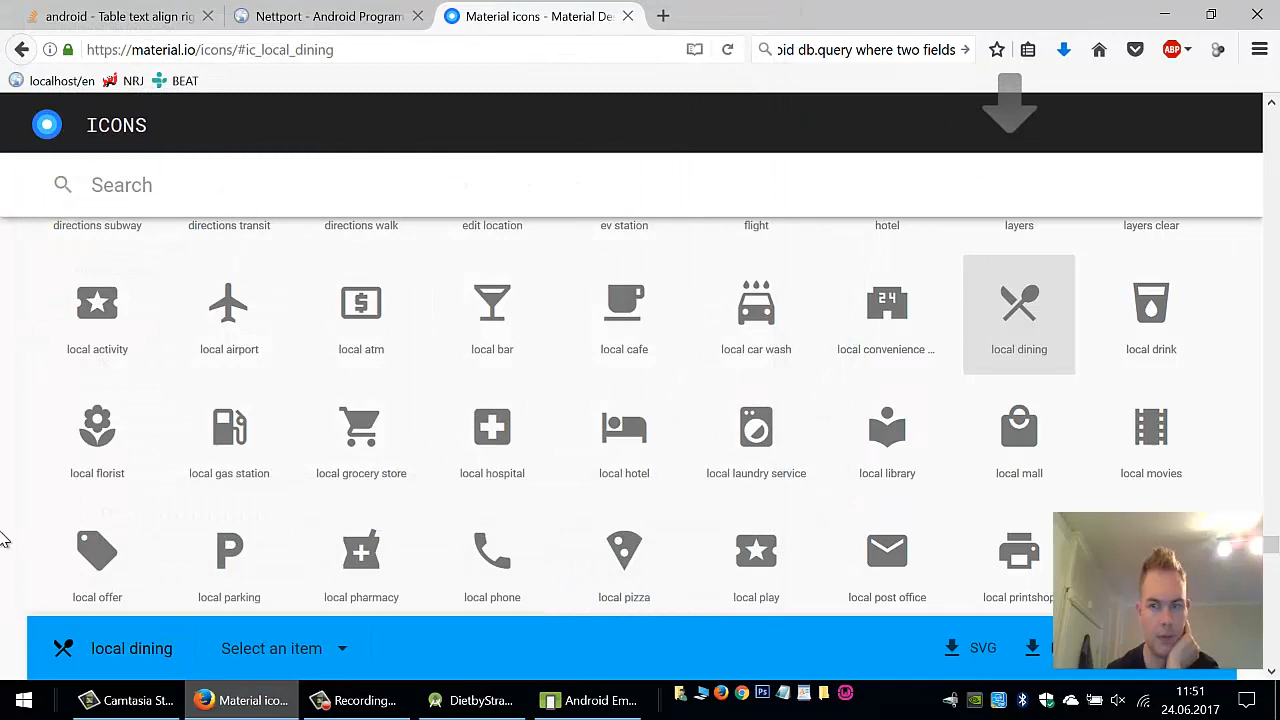 android - Table text align rig
Nettport - Android Program
Material icons - Material De
https://material.io/icons/#ic_local_dining
oid db.query where two fields
ABP
localhost/en
NRJ
BEAT
ICONS
Search
directions subway
directions transit
directions walk
edit location
ev station
flight
hotel
layers
layers clear
local activity
local airport
local atm
local bar
local cafe
local car wash
24
local convenience ...
local dining
local drink
local florist
local gas station
local grocery store
local hospital
local hotel
local laundry service
local library
local mall
local movies
local offer
local parking
local pharmacy
local phone
local pizza
local play
local post office
local printshop
local dining
Select an item
SVG
Camtasia St...
Material ico...
Recording...
DietbyStra...
Android Em...
11:51
24.06.2017